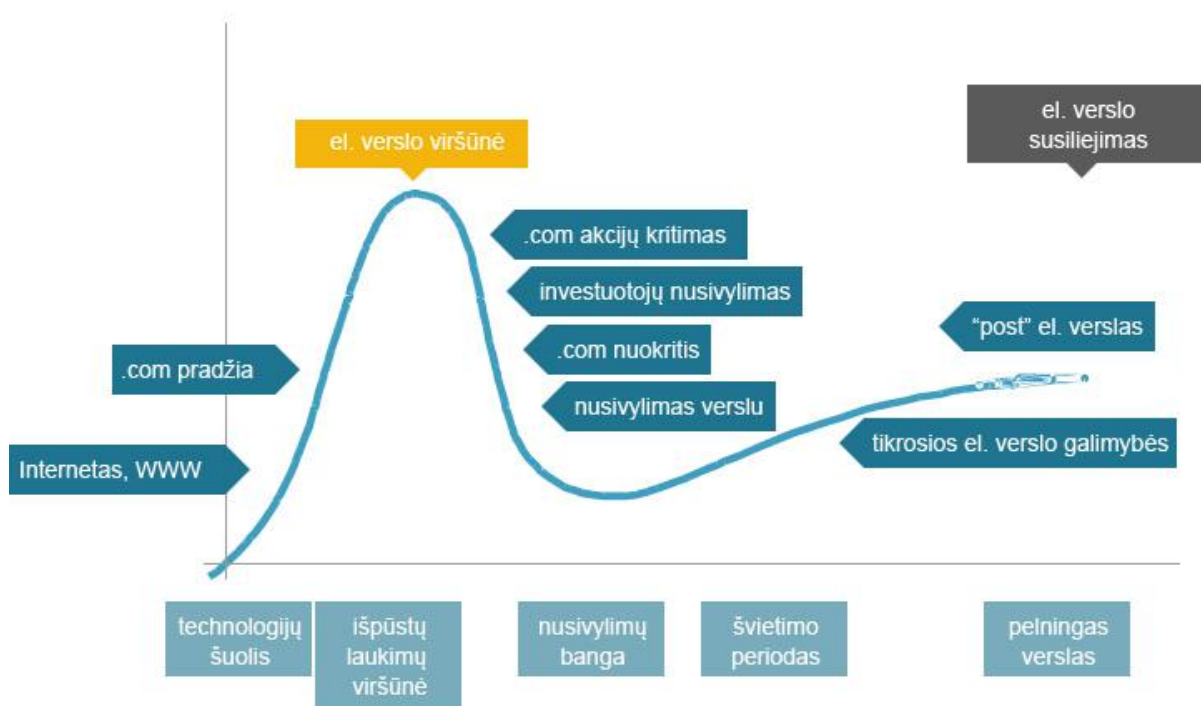 el. verslo
susiliejimas
el. verslo viršūnė
.com akcijų kritimas
investuotojų nusivylimas
"post" el. verslas
.com nuokritis
.com pradžia
nusivylimas verslu
tikrosios el. verslo galimybės
Internetas, WWW
technologijų
šuolis
išpūstų
laukimų
viršūnė
nusivylimų
banga
švietimo
periodas
pelningas
verslas